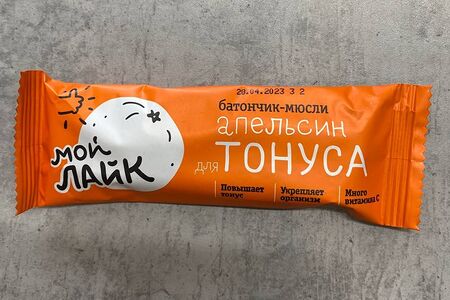 28.04.2023 3 2
батончик-мюсли
апельсин
для ТОНУСА
мой
ЛАЙК
Повышает
тонус
Укрепляет
организм
Много
витамина С